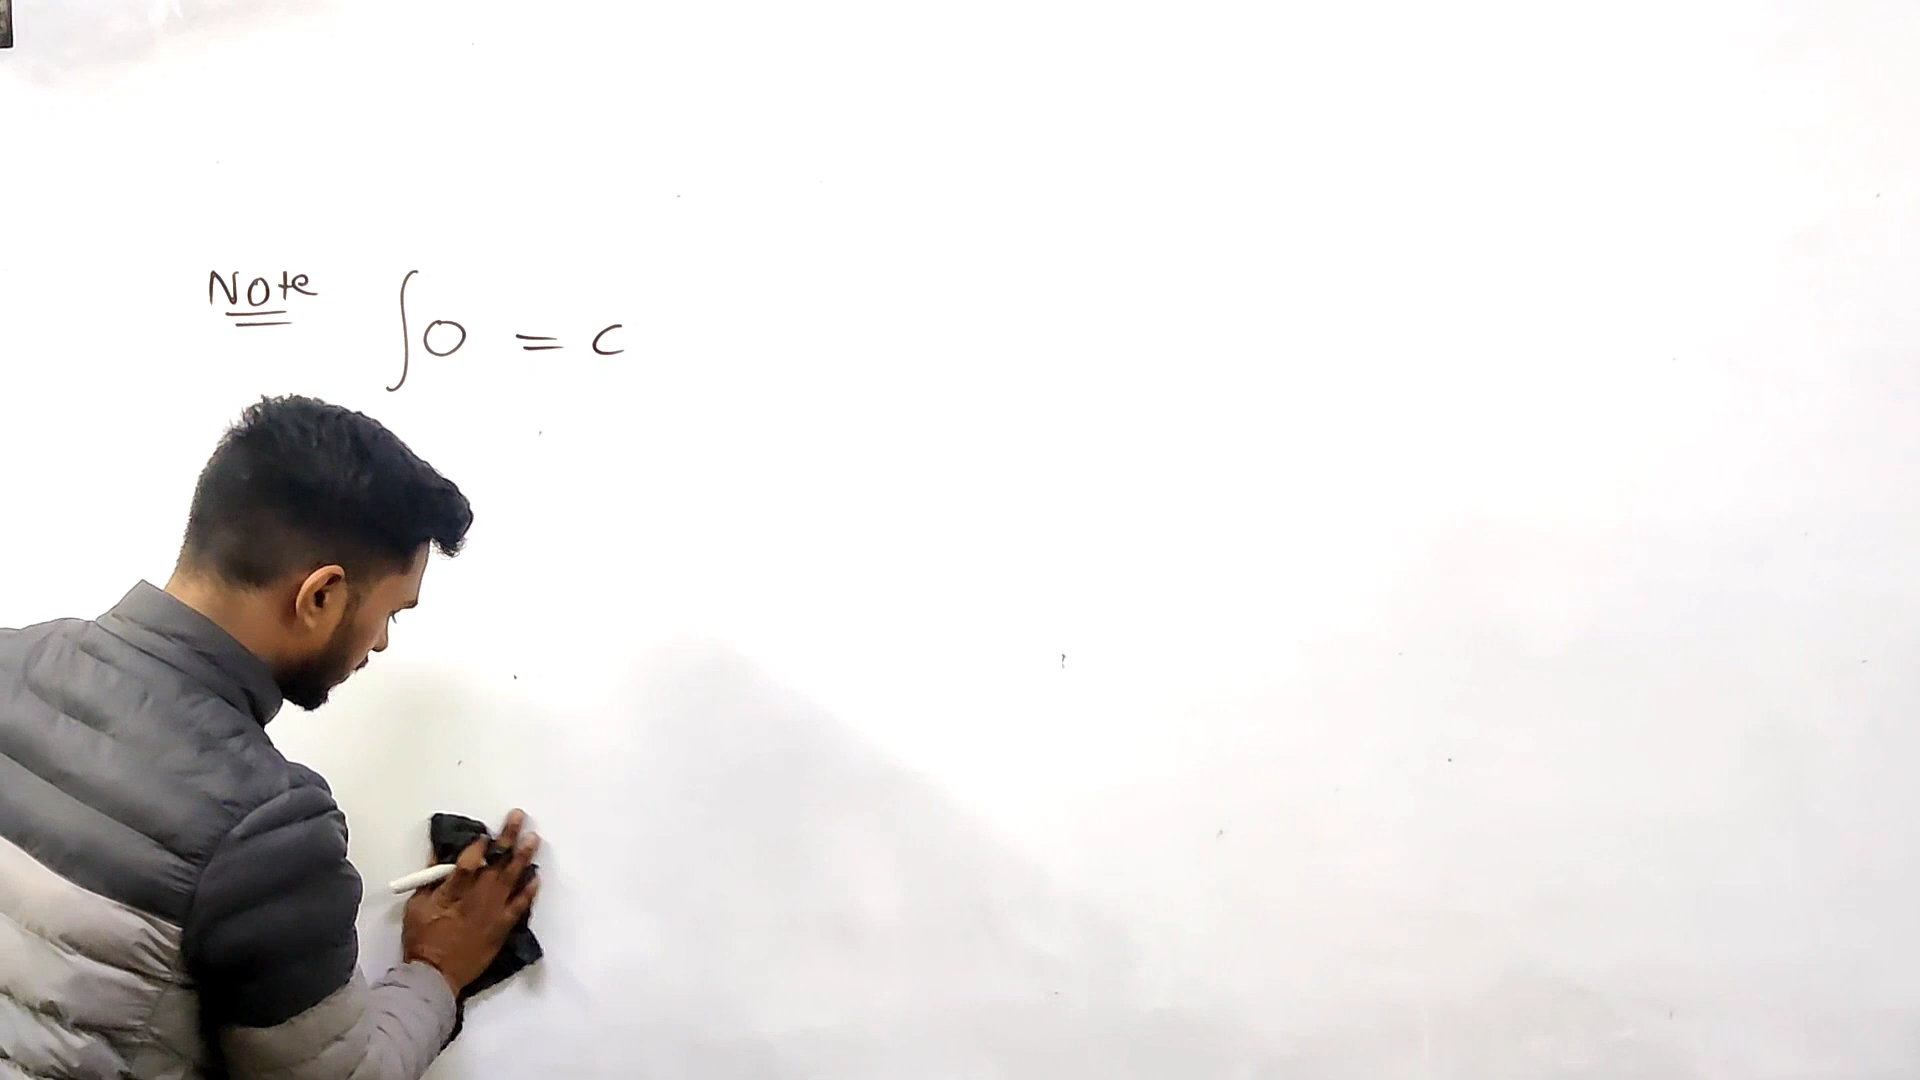 Note ∫0 = c